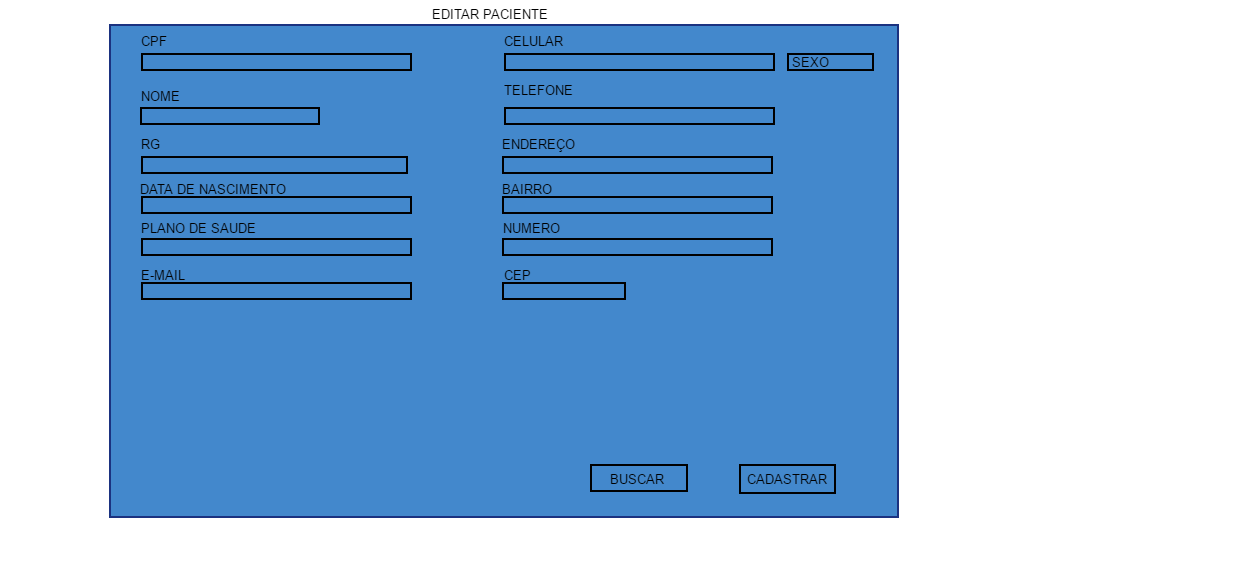 EDITAR PACIENTE
CPF
CELULAR
SEXO
NOME
TELEFONE
RG
ENDEREÇO
DATA DE NASCIMENTO
BAIRRO
PLANO DE SAUDE
NUMERO
E-MAIL
CEP
BUSCAR
CADASTRAR